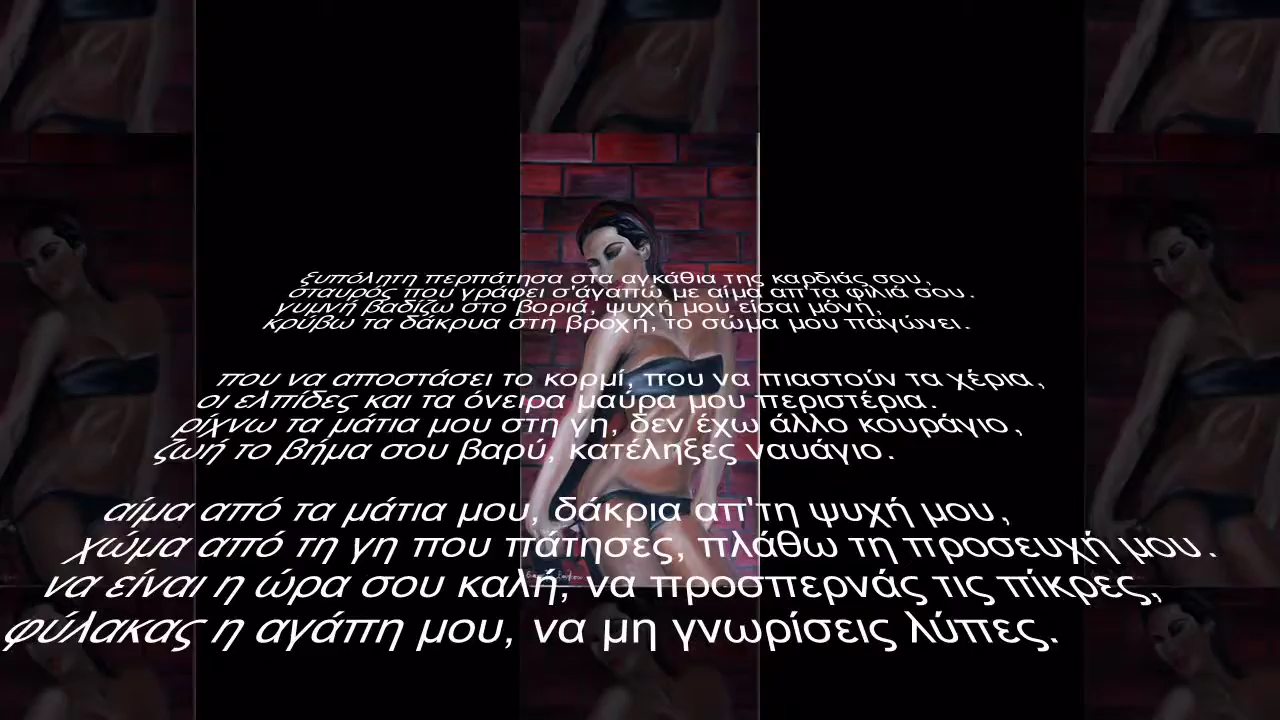 ξυπόλητη περπάτησα στα αγκάθια της καρδιάς σου,
σταυρός που γράφει σ'άγαπώ με αίμα απ'τα φιλιά σου.
γυμνή βαδίζω στο βοριά, ψυχή μου είσαι μόνη,
κρύβω τα δάκρυα στη βροχή, το σώμα μου παγώνει.
που να αποστάσει το κορμί, που να πιαστούν τα χέρια,
οι ελπίδες και τα όνειρα μαύρα μου περιστέρια.
ρίχνω τα μάτια μου στη γη, δεν έχω άλλο κουράγιο,
ζωή το βήμα σου βαρύ, κατέληξες ναυάγιο.
αίμα από τα μάτια μου, δάκρια απ'τη ψυχή μου,
χώμα από τη γη που πάτησες, πλάθω τη προσευχή μου.
να είναι η ώρα σου καλή, να προσπερνάς τις πίκρες,
φύλακας η αγάπη μου, να μη γνωρίσεις λύπες.